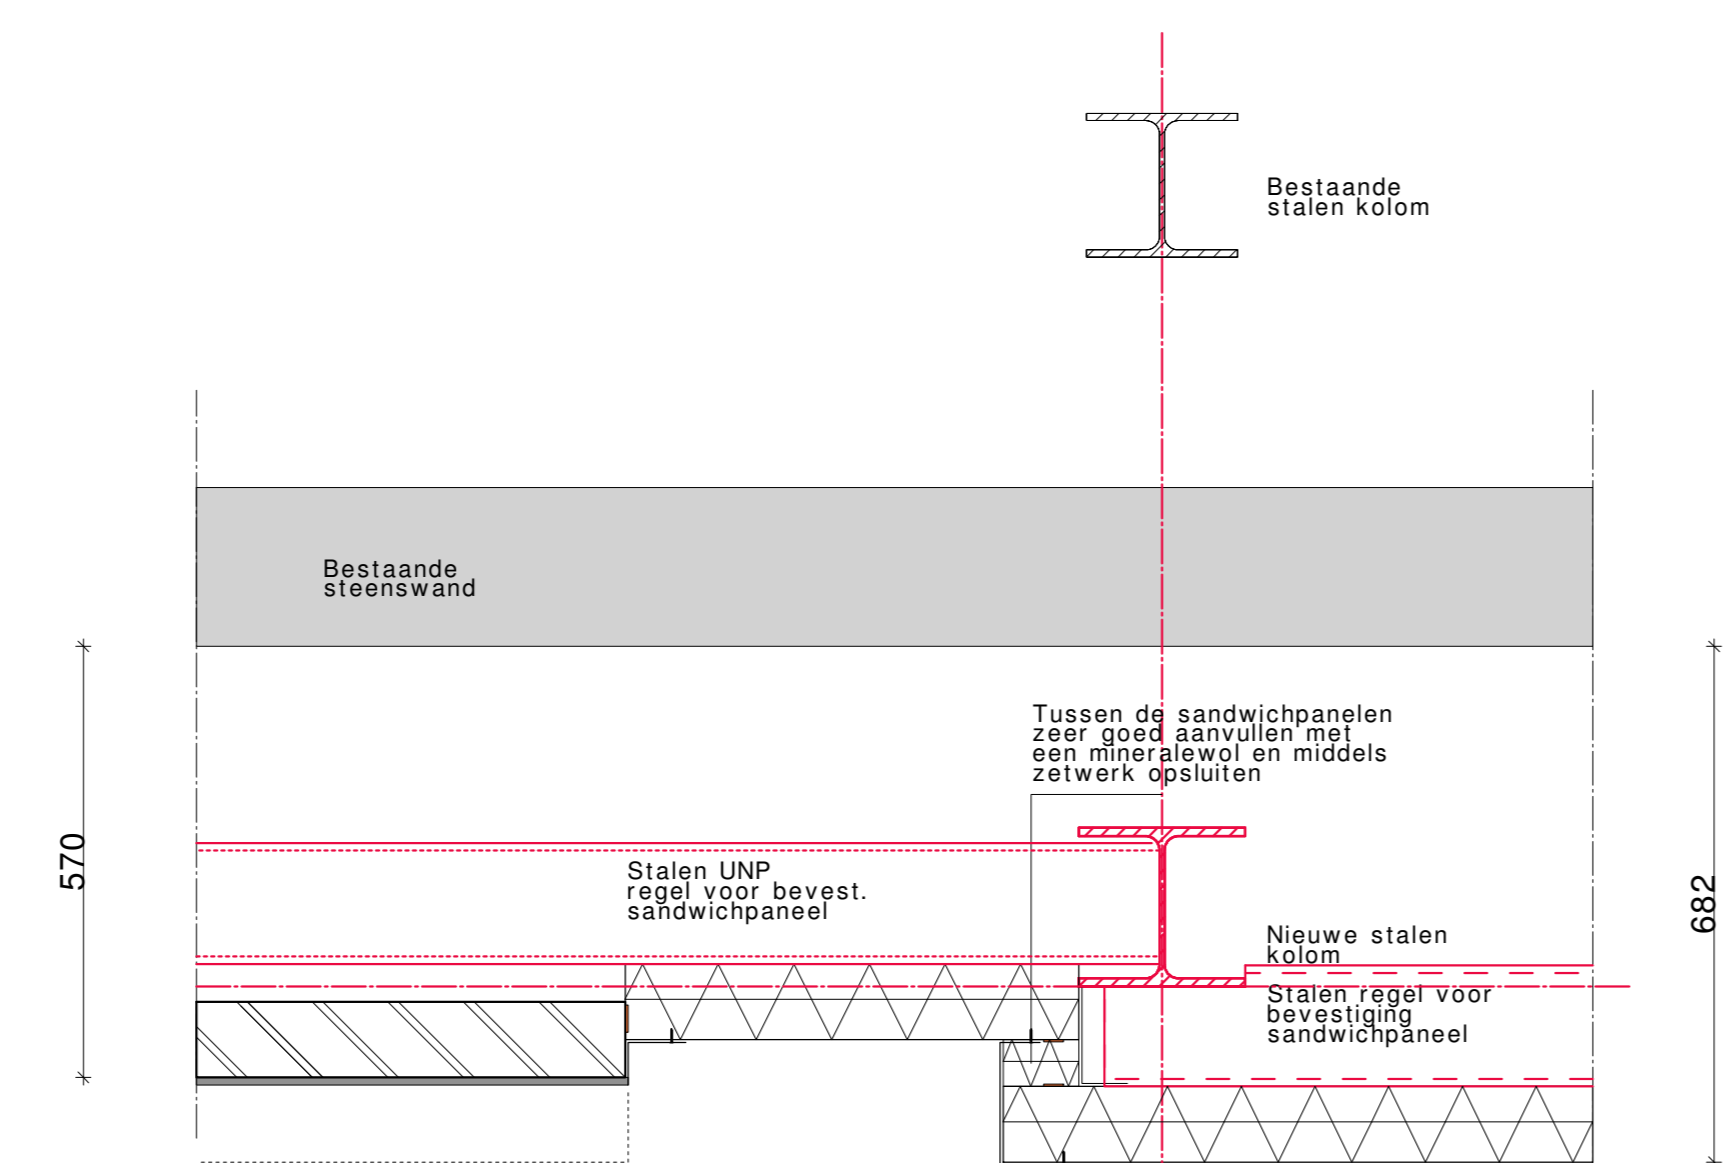 Bestaande
stalen kolom
Bestaande
steenswand
Tussen de sandwichpanelen
zeer goed aanvullen met
een mineralewol en middels
zetwerk opsluiten
570
Stalen UNP
regel voor bevest.
sandwichpaneel
682
Nieuwe stalen
kolom
Stalen regel voor
bevestiging
sandwichpaneel